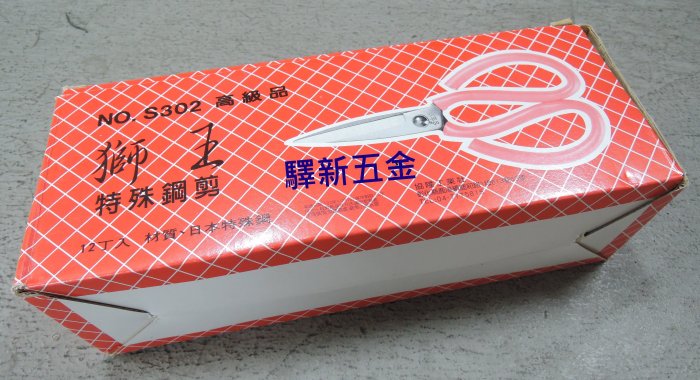 NO. S302 高級品
獅王
特殊鋼剪
12丁入 材質、日本特殊鋼
驛新五金